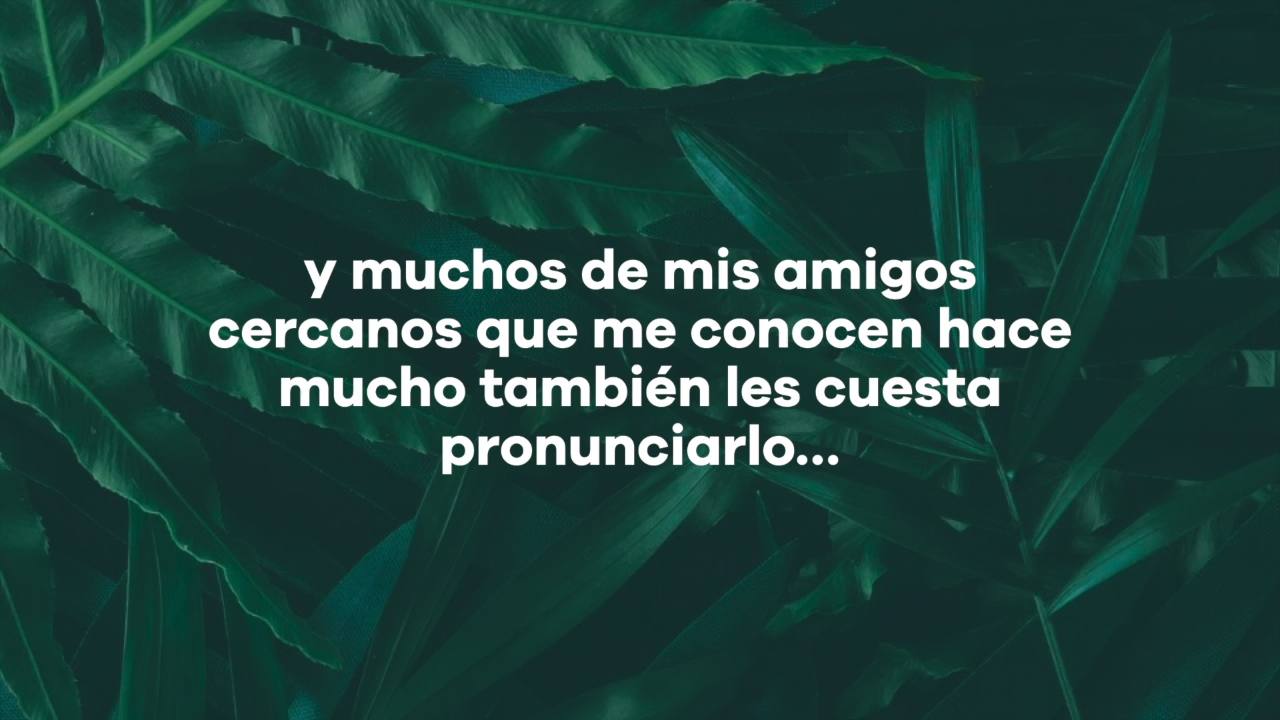 y muchos de mis amigos
cercanos que me conocen hace
mucho también les cuesta
pronunciarlo...